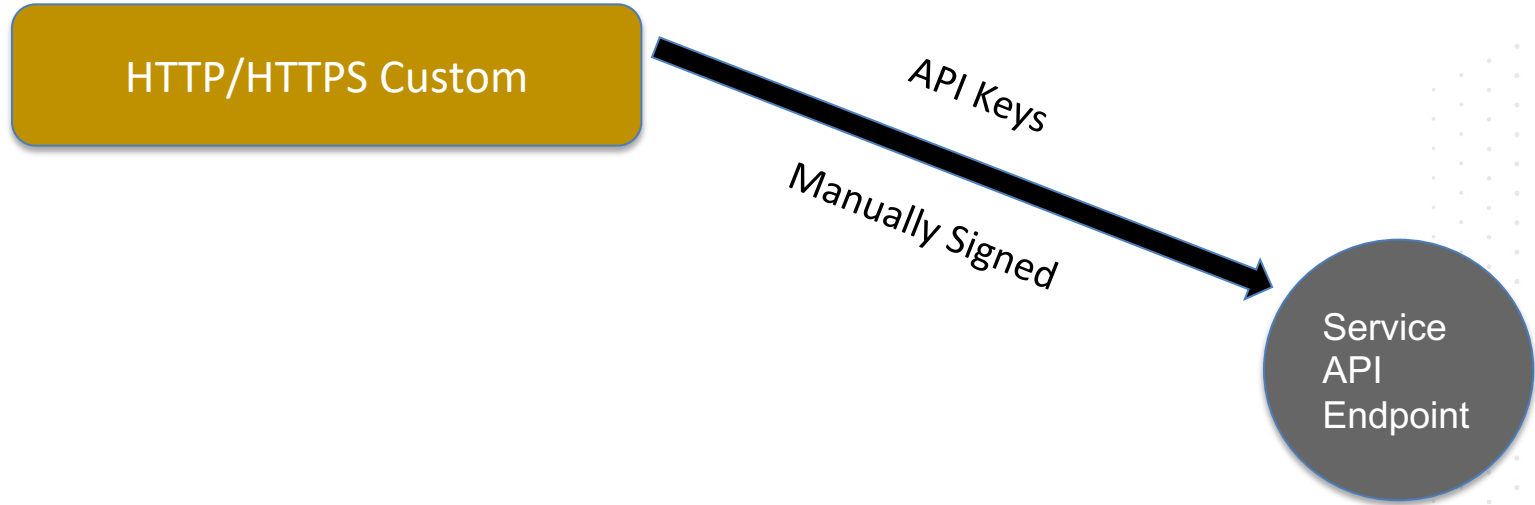 HTTP/HTTPS Custom
API Keys
Manually Signed
Service
API
Endpoint